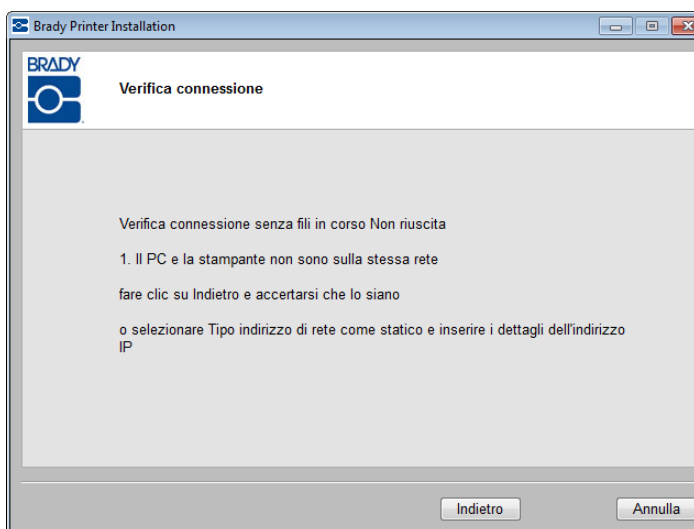 Brady Printer Installation
BRADY
Verifica connessione
Verifica connessione senza fili in corso Non riuscita
1. Il PC e la stampante non sono sulla stessa rete
fare clic su Indietro e accertarsi che lo siano
o selezionare Tipo indirizzo di rete come statico e inserire i dettagli dell'indirizzo
IP
Indietro
Annulla